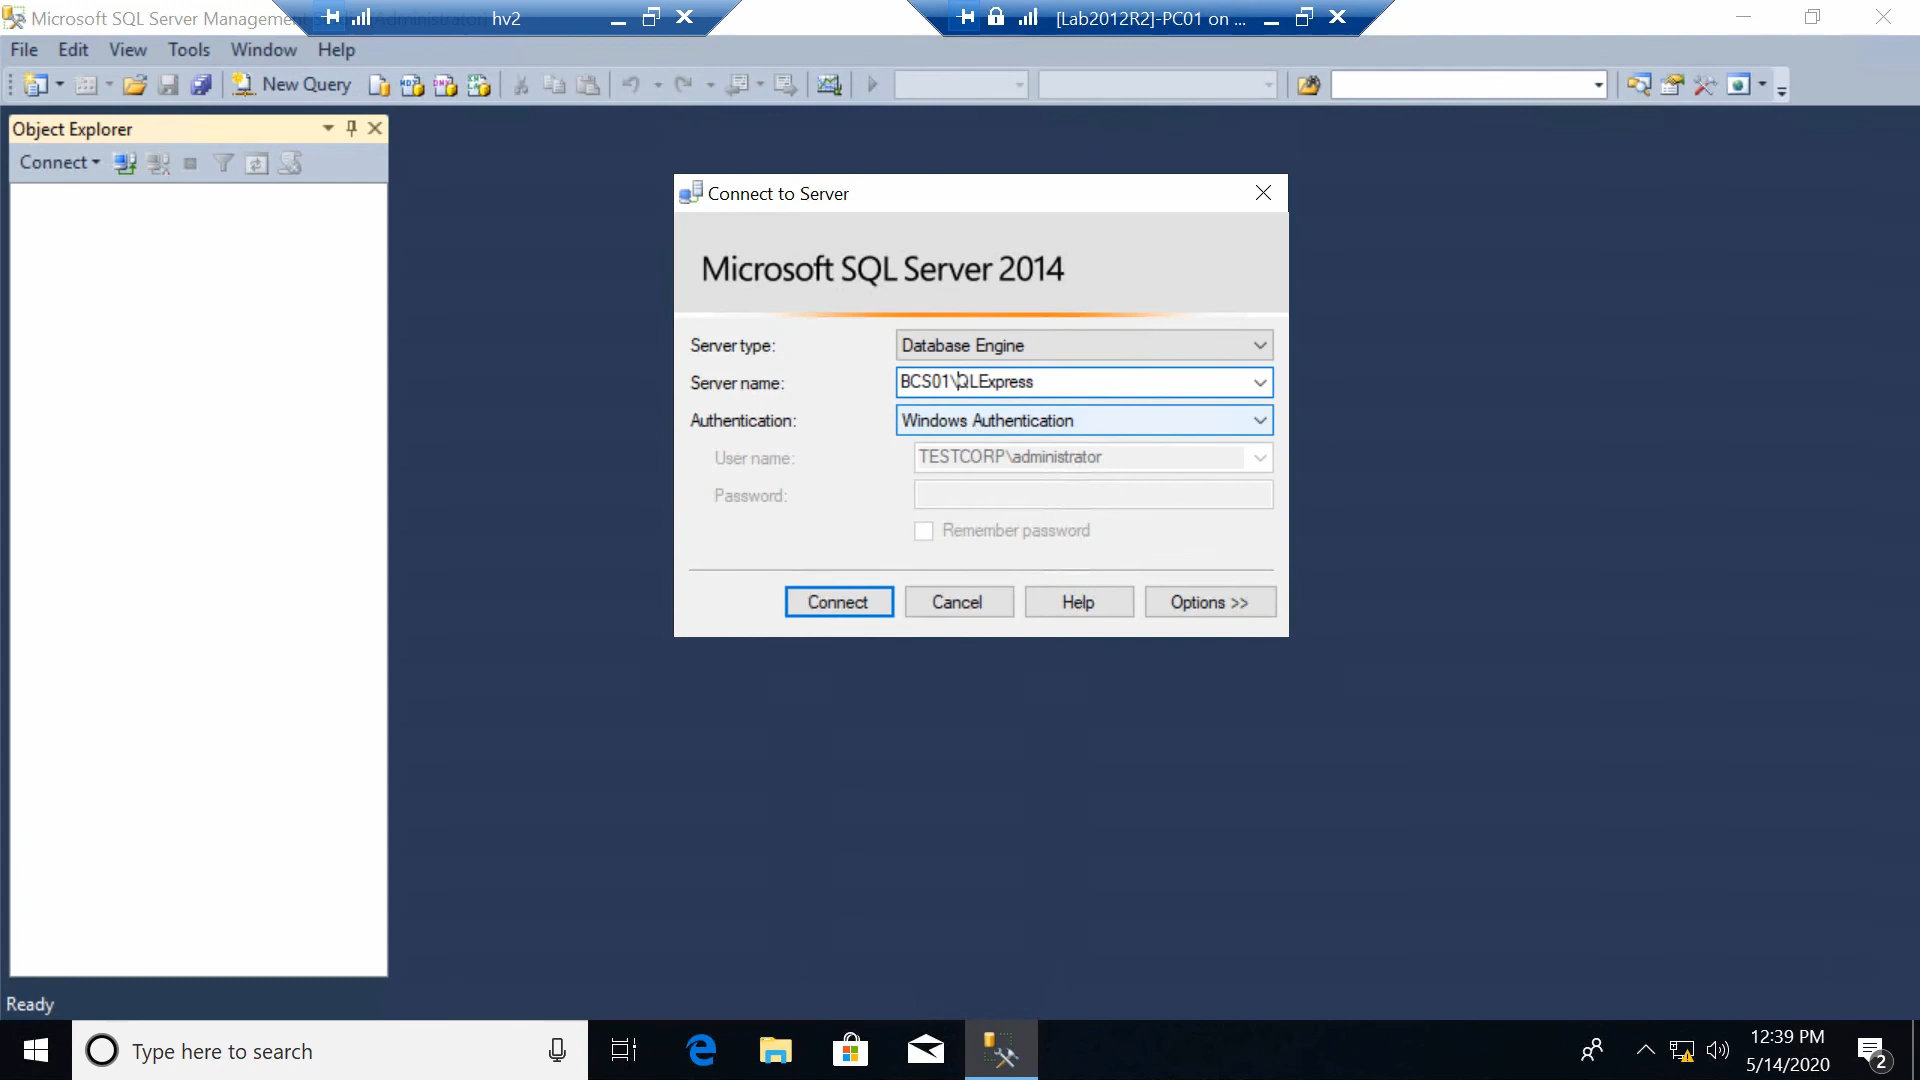 Microsoft SQL Server Management
(Administrator)
hv2
[Lab2012R2]-PC01 on ...
File Edit View Tools Window Help
New Query
Object Explorer
Connect
Connect to Server
Microsoft SQL Server 2014
Server type: Database Engine
Server name: BCS01\QLExpress
Authentication: Windows Authentication
User name: TESTCORP\administrator
Password:
Remember password
Connect Cancel Help Options >>
Ready
Type here to search
12:39 PM
5/14/2020
2